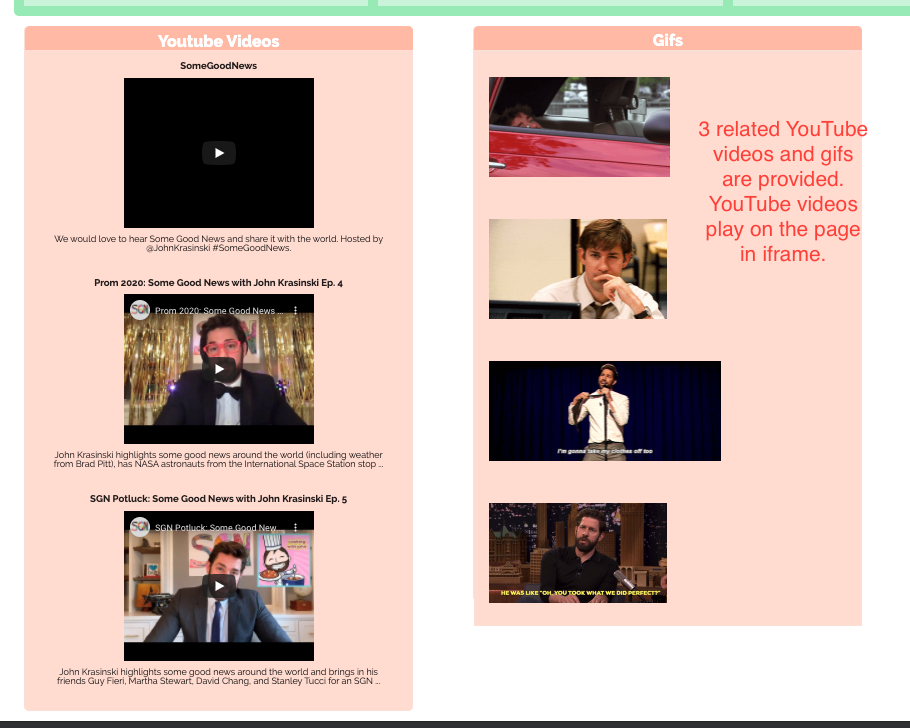 Youtube Videos
SomeGoodNews
We would love to hear Some Good News and share it with the world. Hosted by
@JohnKrasinski #SomeGoodNews.
Prom 2020: Some Good News with John Krasinski Ep. 4
SGN
Prom 2020: Some Good News ...
John Krasinski highlights some good news around the world (including weather
from Brad Pitt), has NASA astronauts from the International Space Station stop ...
SGN Potluck: Some Good News with John Krasinski Ep. 5
SGN
SGN Potluck: Some Good New...
John Krasinski highlights some good news around the world and brings in his
friends Guy Fieri, Martha Stewart, David Chang, and Stanley Tucci for an SGN ...
Gifs
3 related YouTube
videos and gifs
are provided.
YouTube videos
play on the page
in iframe.
I'm gonna take my clothes off too
HE WAS LIKE "OH, YOU TOOK WHAT WE DID PERFECT?"